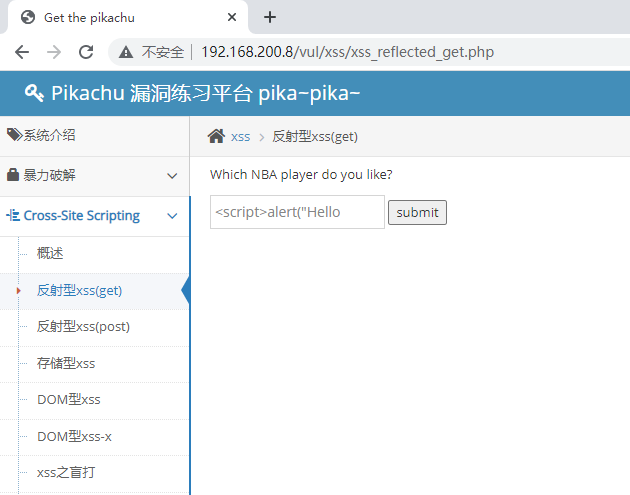 Get the pikachu
不安全 192.168.200.8/vul/xss/xss_reflected_get.php
Pikachu 漏洞练习平台 pika~pika~
系统介绍
暴力破解
Cross-Site Scripting
概述
反射型xss(get)
反射型xss(post)
存储型xss
DOM型xss
DOM型xss-x
xss之盲打
xss > 反射型xss(get)
Which NBA player do you like?
<script>alert("Hello
submit